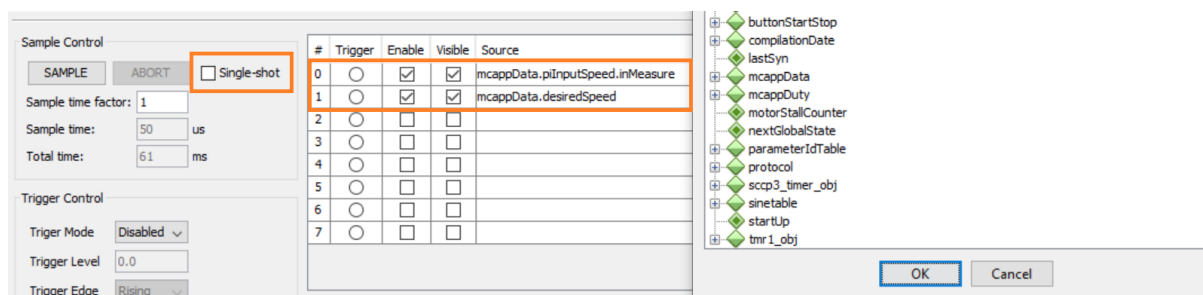 Sample Control
SAMPLE ABORT Single-shot
Sample time factor: 1
Sample time: 50 us
Total time: 61 ms
Trigger Control
Triger Mode Disabled
Trigger Level 0.0
Trigger Edge Rising
# Trigger Enable Visible Source
0 mcappData.piInputSpeed.inMeasure
1 mcappData.desiredSpeed
2
3
4
5
6
7
buttonStartStop
compilationDate
lastSyn
mcappData
mcappDuty
motorStallCounter
nextGlobalState
parameterIdTable
protocol
sccp3_timer_obj
sinetable
startUp
tmr1_obj
OK Cancel